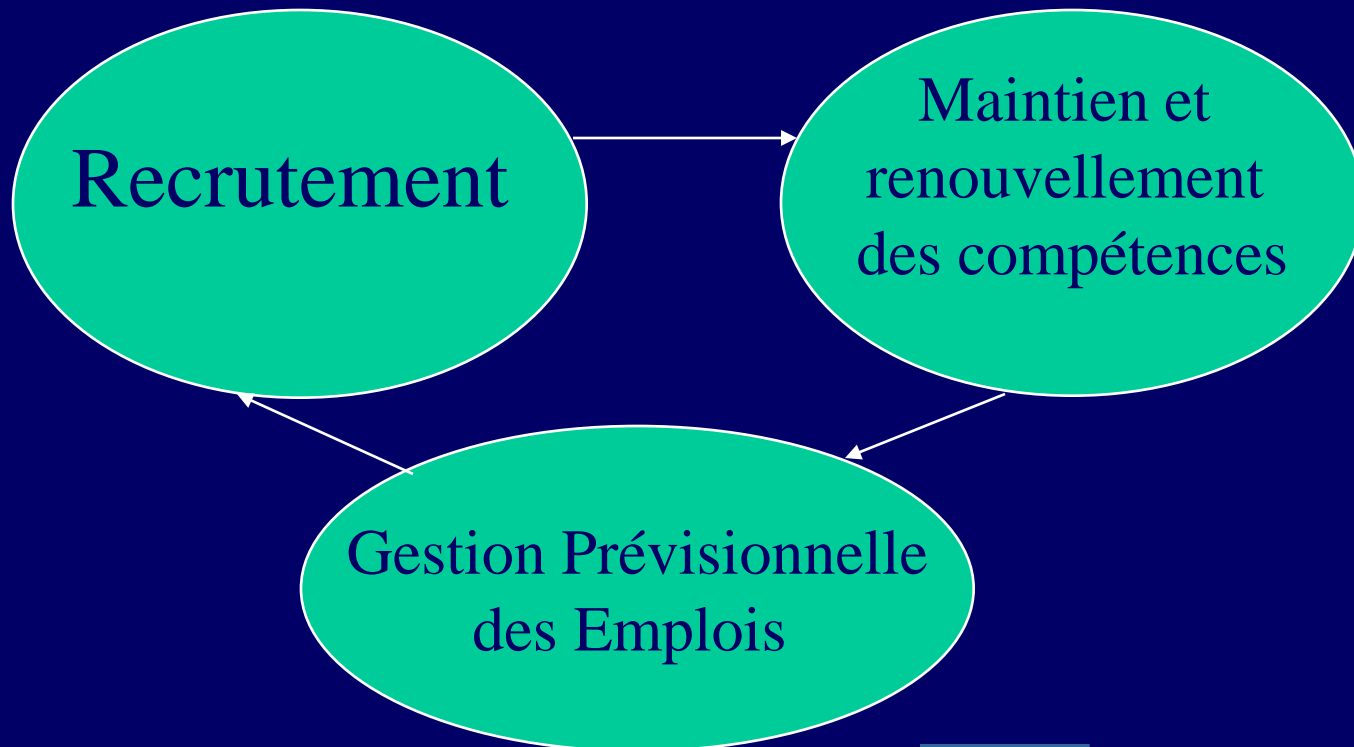 Recrutement
Maintien et
renouvellement
des compétences
Gestion Prévisionnelle
des Emplois